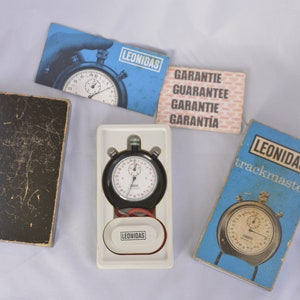 LEONIDAS
GARANTIE
GUARANTEE
GARANTIE
GARANTÍA
LEONIDAS
trackmaster
LEONIDAS